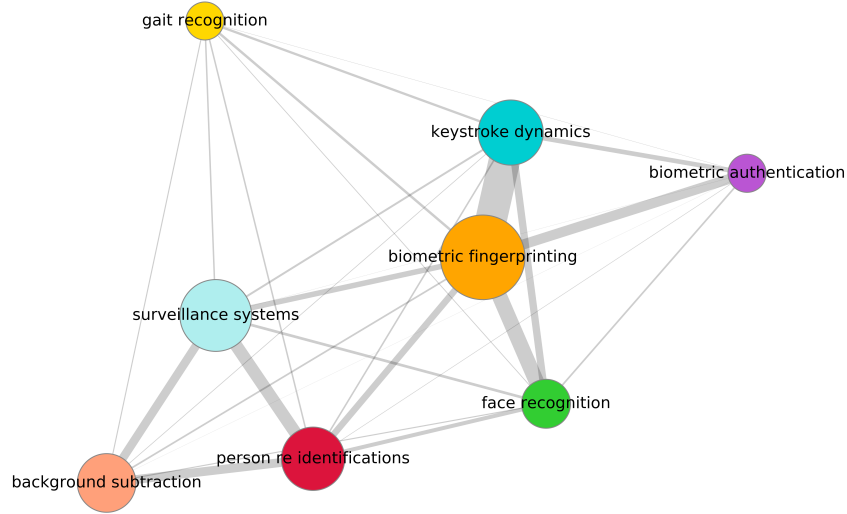 gait recognition
keystroke dynamics
biometric authentication
biometric fingerprinting
surveillance systems
face recognition
person re identifications
background subtraction